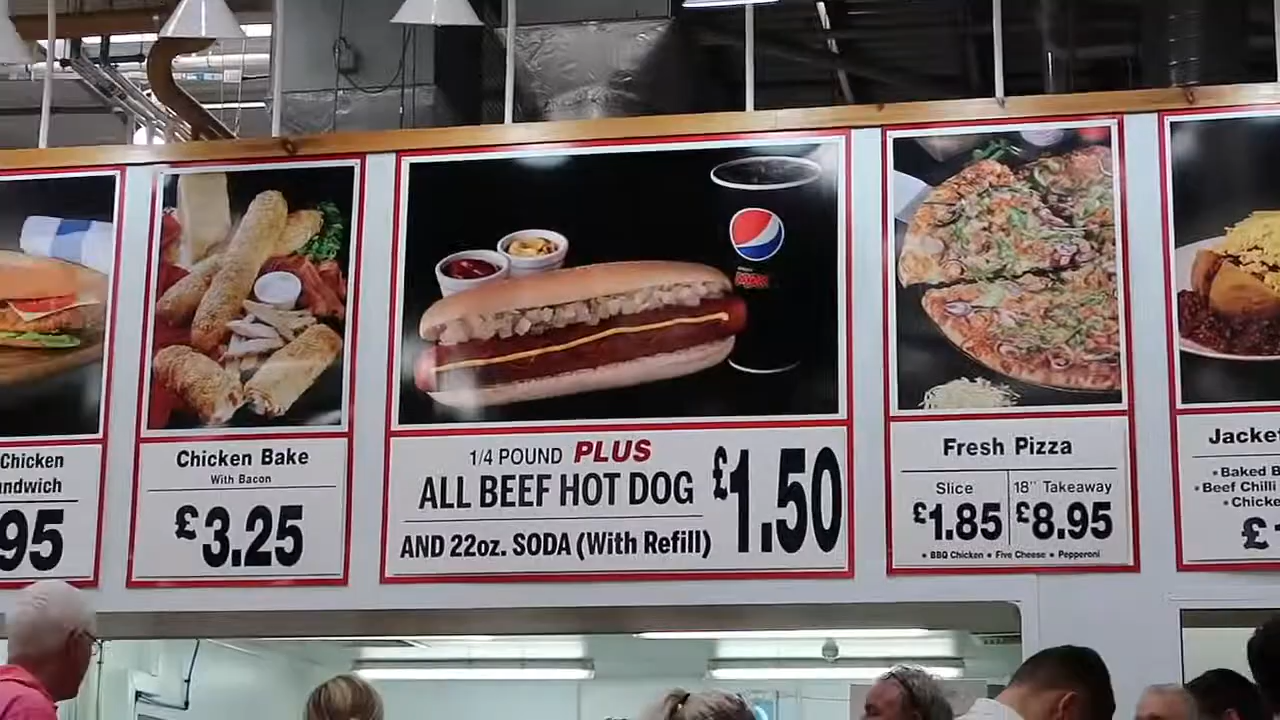 Chicken
95
Chicken Bake
With Bacon
£3.25
1/4 POUND PLUS
ALL BEEF HOT DOG
AND 22oz. SODA (With Refill)
£1.50
Fresh Pizza
Slice
£1.85
18" Takeaway
£8.95
• BBQ Chicken • Five Cheese • Pepperoni
Jacket
• Baked B
• Beef Chilli
• Chicke
£